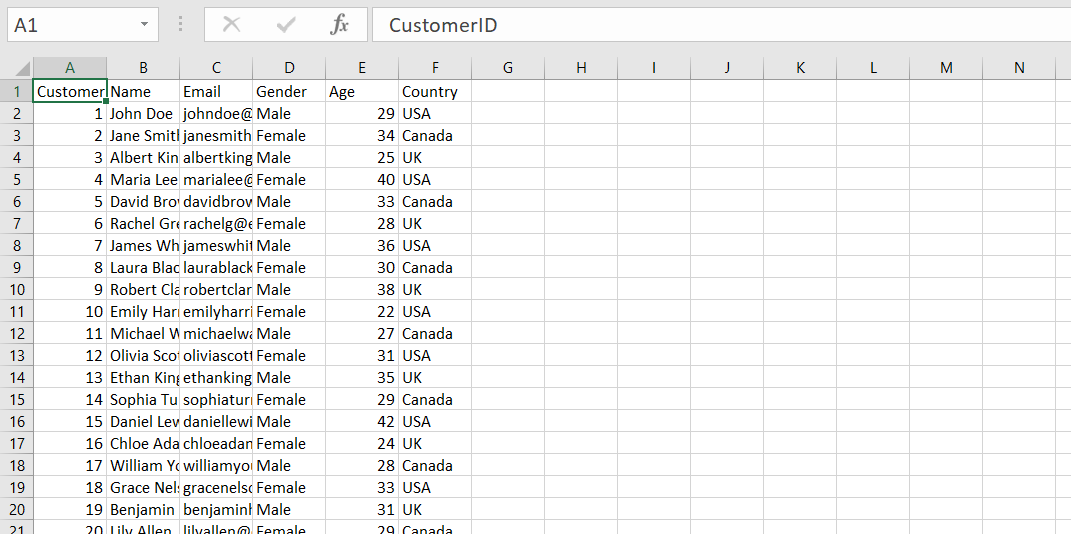 A1 fx CustomerID
A B C D E F G H I J K L M N
1 Customer Name Email Gender Age Country
2 1 John Doe johndoe@ Male 29 USA
3 2 Jane Smit janesmith Female 34 Canada
4 3 Albert Kin albertking Male 25 UK
5 4 Maria Lee marialee@ Female 40 USA
6 5 David Bro davidbrow Male 33 Canada
7 6 Rachel Gre rachelg@e Female 28 UK
8 7 James Wh jameswhit Male 36 USA
9 8 Laura Blac laurablack Female 30 Canada
10 9 Robert Cla robertclar Male 38 UK
11 10 Emily Harr emilyharri Female 22 USA
12 11 Michael W michaelwa Male 27 Canada
13 12 Olivia Scot oliviascott Female 31 USA
14 13 Ethan King ethanking Male 35 UK
15 14 Sophia Tu sophiatur Female 29 Canada
16 15 Daniel Lew daniellewi Male 42 USA
17 16 Chloe Ada chloeadam Female 24 UK
18 17 William Yo williamyou Male 28 Canada
19 18 Grace Nels gracenelso Female 33 USA
20 19 Benjamin benjaminh Male 31 UK
21 20 Lily Allen lilyallen@ Female 29 Canada